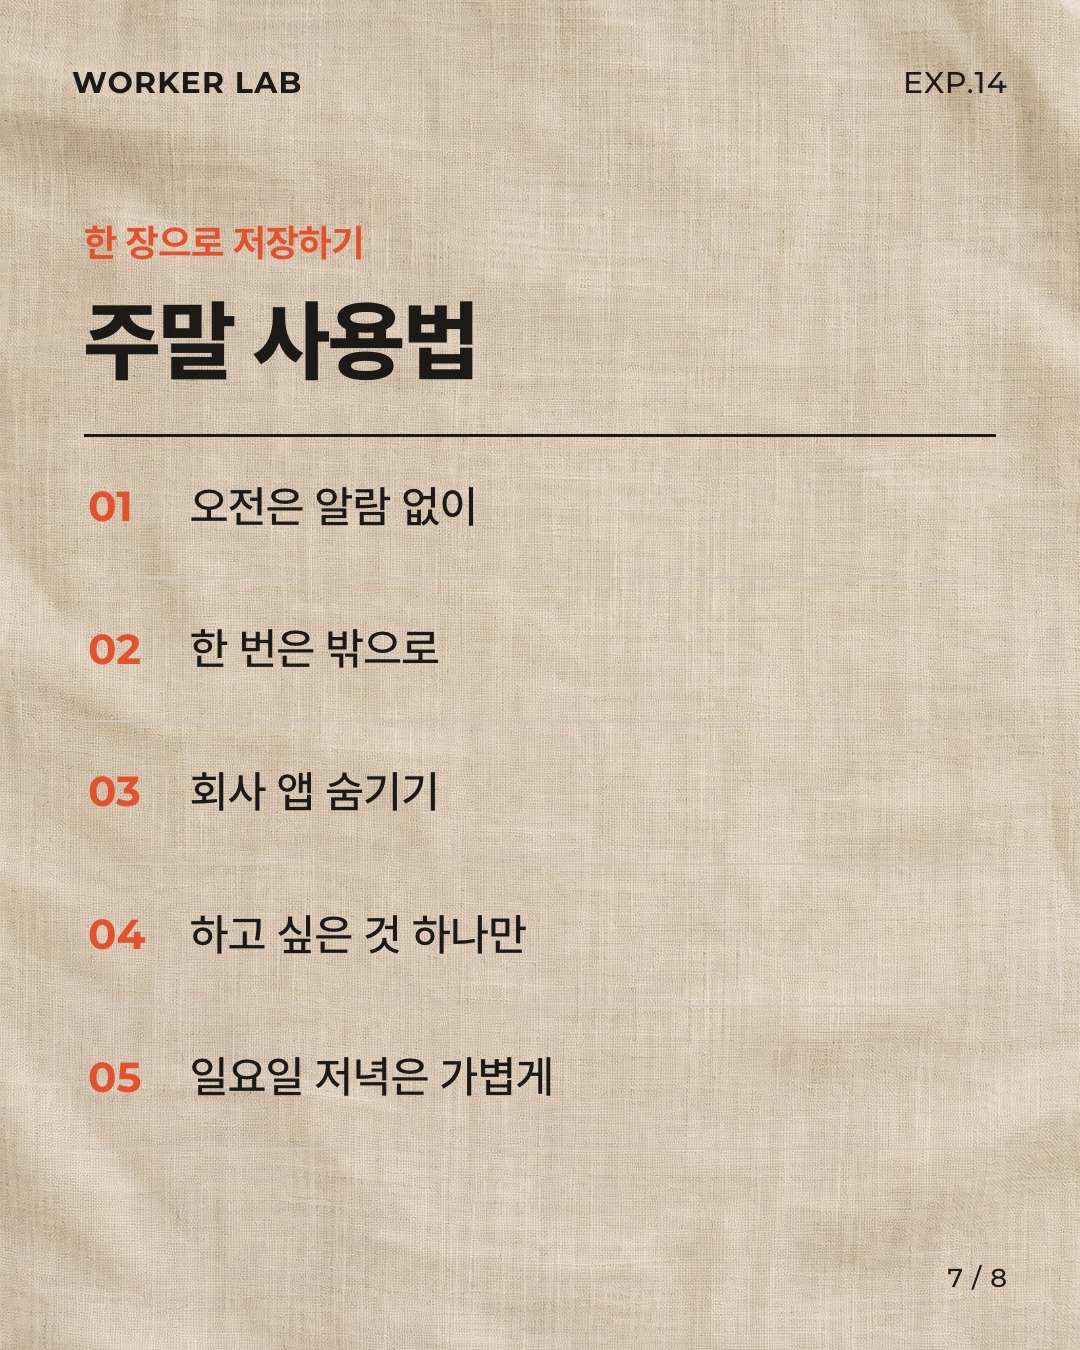 WORKER LAB
EXP.14
한 장으로 저장하기
주말 사용법
01 오전은 알람 없이
02 한 번은 밖으로
03 회사 앱 숨기기
04 하고 싶은 것 하나만
05 일요일 저녁은 가볍게
7 / 8